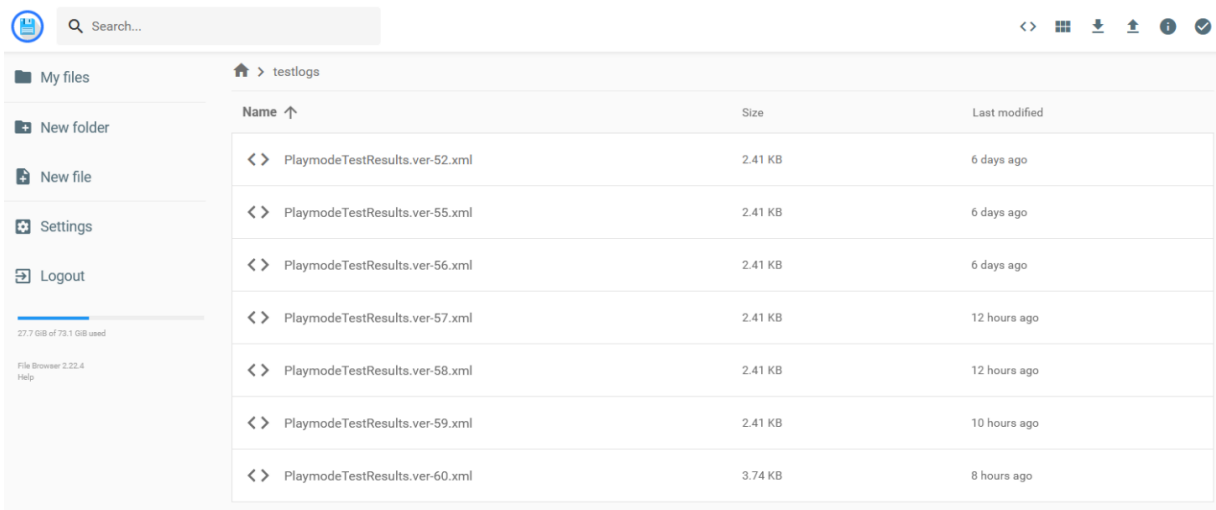 Search...
My files
New folder
New file
Settings
Logout
27.7 GiB of 73.1 GiB used
File Browser 2.22.4
Help
testlogs
Name Size Last modified
PlaymodeTestResults.ver-52.xml 2.41 KB 6 days ago
PlaymodeTestResults.ver-55.xml 2.41 KB 6 days ago
PlaymodeTestResults.ver-56.xml 2.41 KB 6 days ago
PlaymodeTestResults.ver-57.xml 2.41 KB 12 hours ago
PlaymodeTestResults.ver-58.xml 2.41 KB 12 hours ago
PlaymodeTestResults.ver-59.xml 2.41 KB 10 hours ago
PlaymodeTestResults.ver-60.xml 3.74 KB 8 hours ago